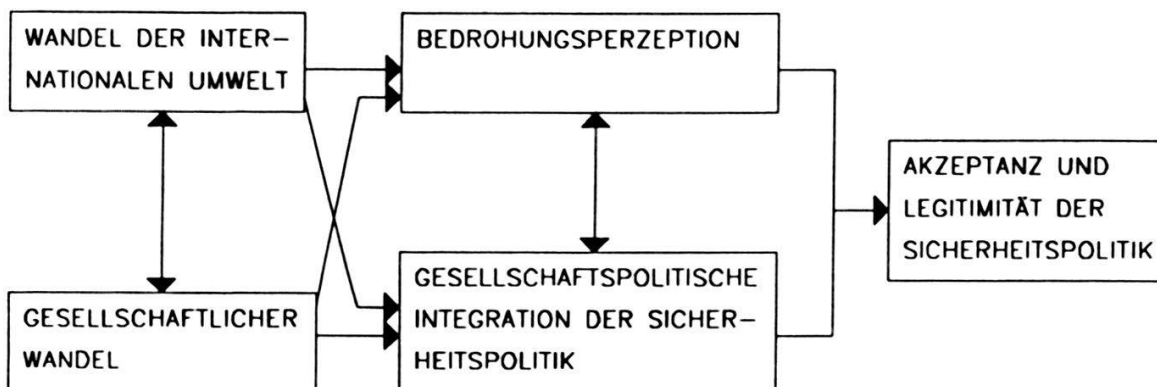 WANDEL DER INTER-
NATIONALEN UMWELT
BEDROHUNGSPERZEPTION
AKZEPTANZ UND
LEGITIMITÄT DER
SICHERHEITSPOLITIK
GESELLSCHAFTLICHER
WANDEL
GESELLSCHAFTSPOLITISCHE
INTEGRATION DER SICHER-
HEITSPOLITIK